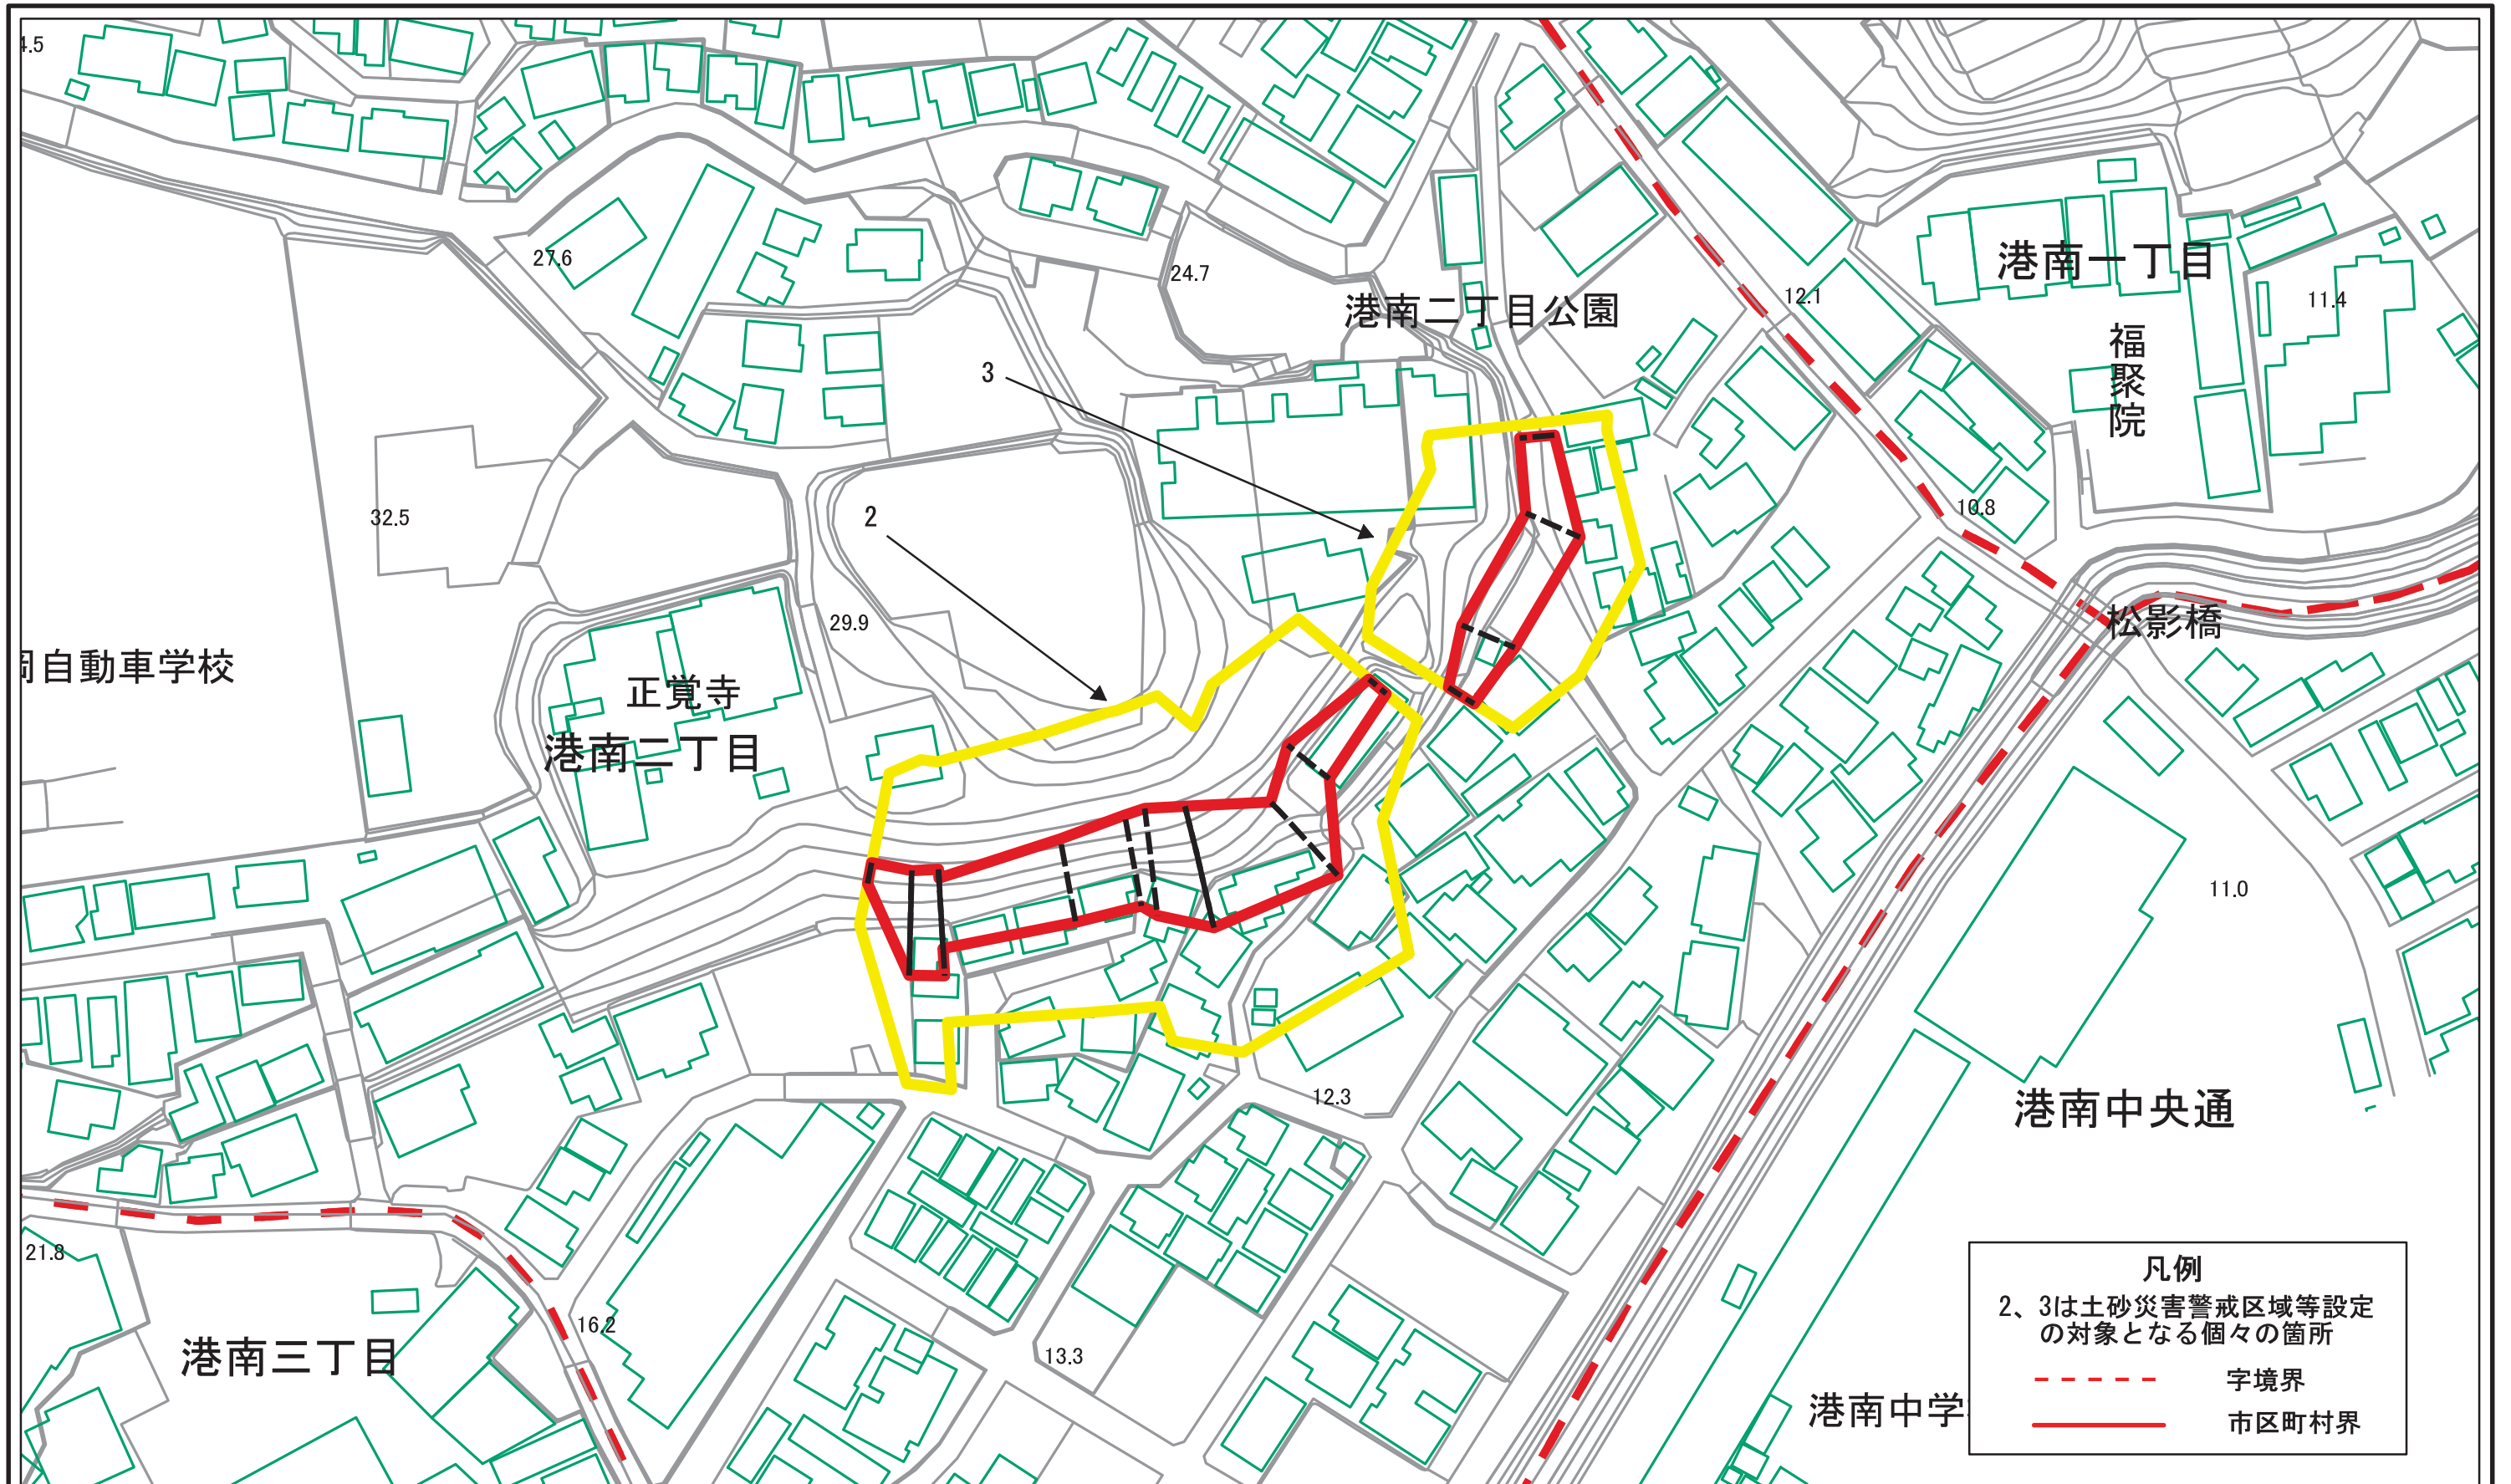 4.5
27.6
24.7
港南二丁目公園
港南一丁目
12.1
11.4
福聚院
3
2
32.5
10.8
29.9
松影橋
岡自動車学校
正覚寺
港南二丁目
11.0
12.3
港南中央通
21.8
16.2
港南三丁目
13.3
港南中学
凡例
2、3は土砂災害警戒区域等設定
の対象となる個々の箇所
字境界
市区町村界